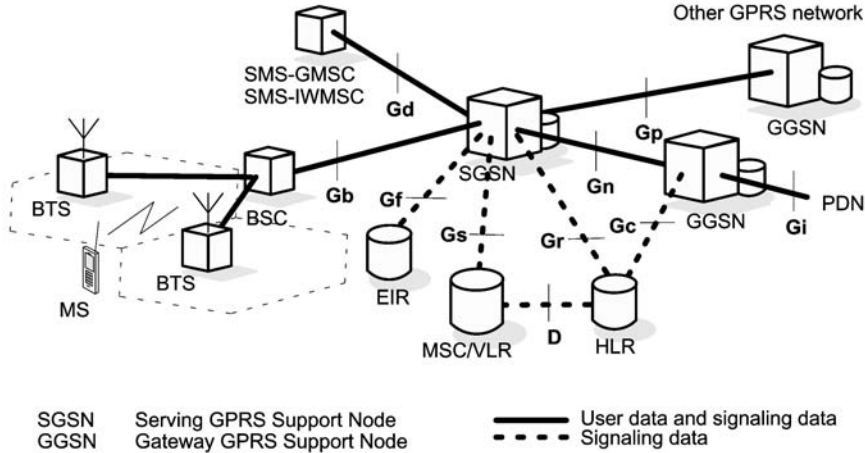 Other GPRS network
SMS-GMSC
SMS-IWMSC
Gd
Gp
GGSN
SGSN
Gn
BTS
BSC
Gb
Gf
Gs
Gr
Gc
GGSN
Gi
PDN
MS
BTS
EIR
MSC/VLR
D
HLR
SGSN Serving GPRS Support Node
GGSN Gateway GPRS Support Node
User data and signaling data
Signaling data